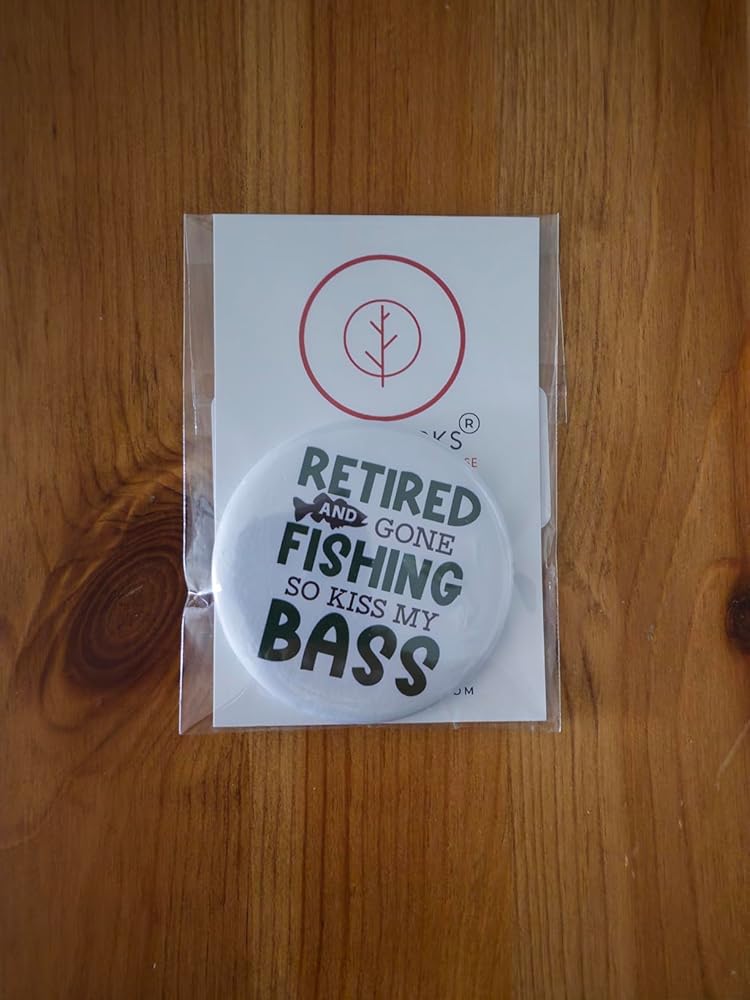 ®
RETIRED
AND GONE
FISHING
SO KISS MY
BASS